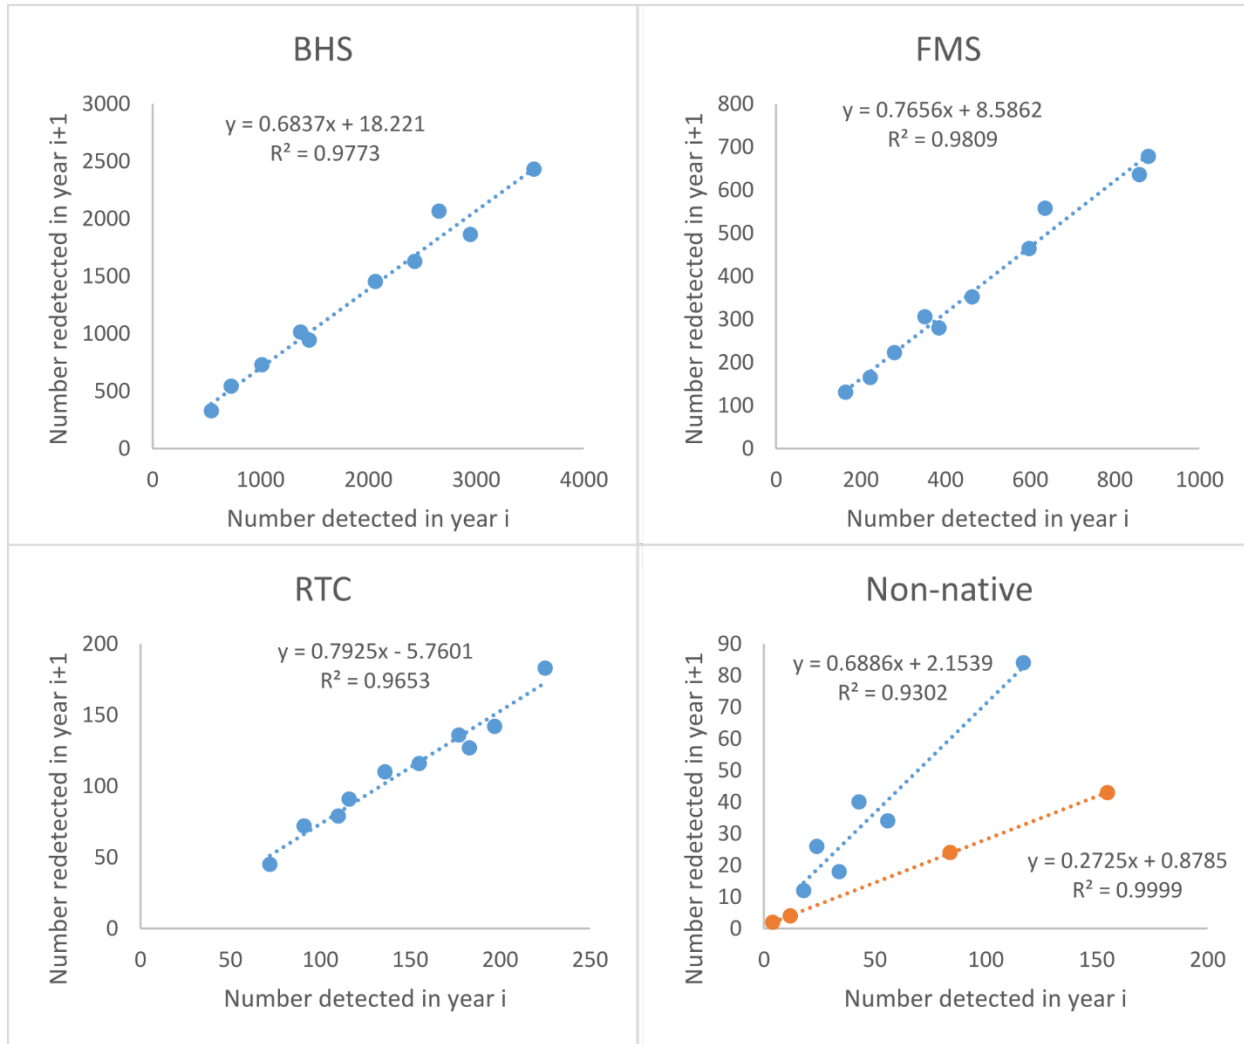 BHS
y = 0.6837x + 18.221
R² = 0.9773
Number redetected in year i+1
3000
2500
2000
1500
1000
500
0
0 1000 2000 3000 4000
Number detected in year i
FMS
y = 0.7656x + 8.5862
R² = 0.9809
Number redetected in year i+1
800
700
600
500
400
300
200
100
0
0 200 400 600 800 1000
Number detected in year i
RTC
y = 0.7925x - 5.7601
R² = 0.9653
Number redetected in year i+1
200
150
100
50
0
0 50 100 150 200 250
Number detected in year i
Non-native
y = 0.6886x + 2.1539
R² = 0.9302
Number redetected in year i+1
90
80
70
60
50
40
30
20
10
0
y = 0.2725x + 0.8785
R² = 0.9999
0 50 100 150 200
Number detected in year i